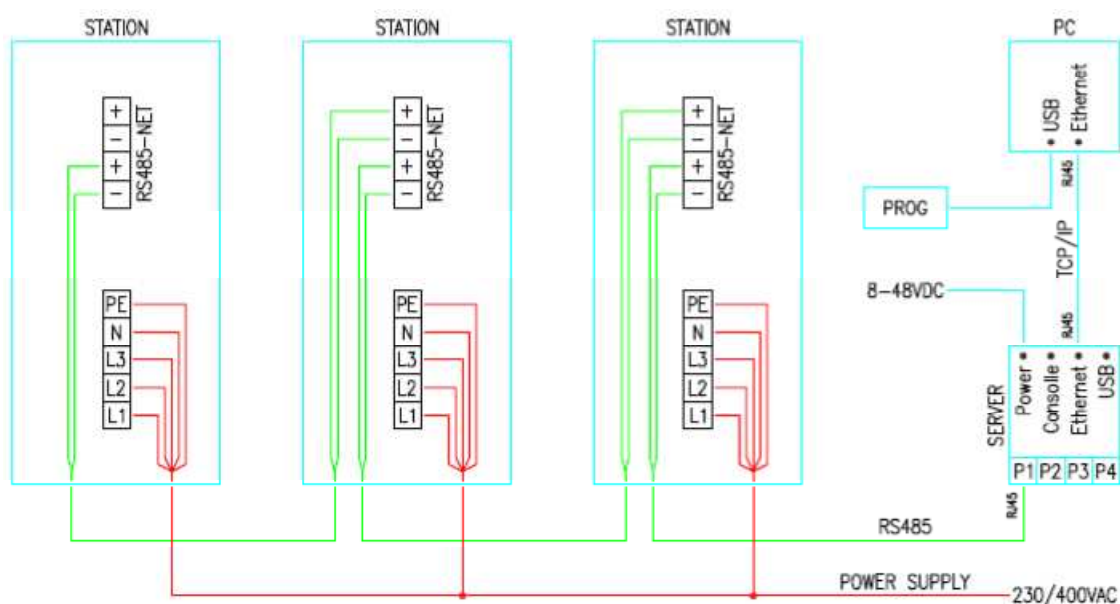 STATION
STATION
STATION
PC
+
−
+
−
RS485-NET
+
−
+
−
RS485-NET
+
−
+
−
RS485-NET
• USB
• Ethernet
RJ45
PROG
TCP/IP
8-48VDC
RJ45
PE
N
L3
L2
L1
PE
N
L3
L2
L1
PE
N
L3
L2
L1
SERVER
Power •
Consolle •
Ethernet •
USB •
P1 P2 P3 P4
RJ45
RS485
POWER SUPPLY
230/400VAC